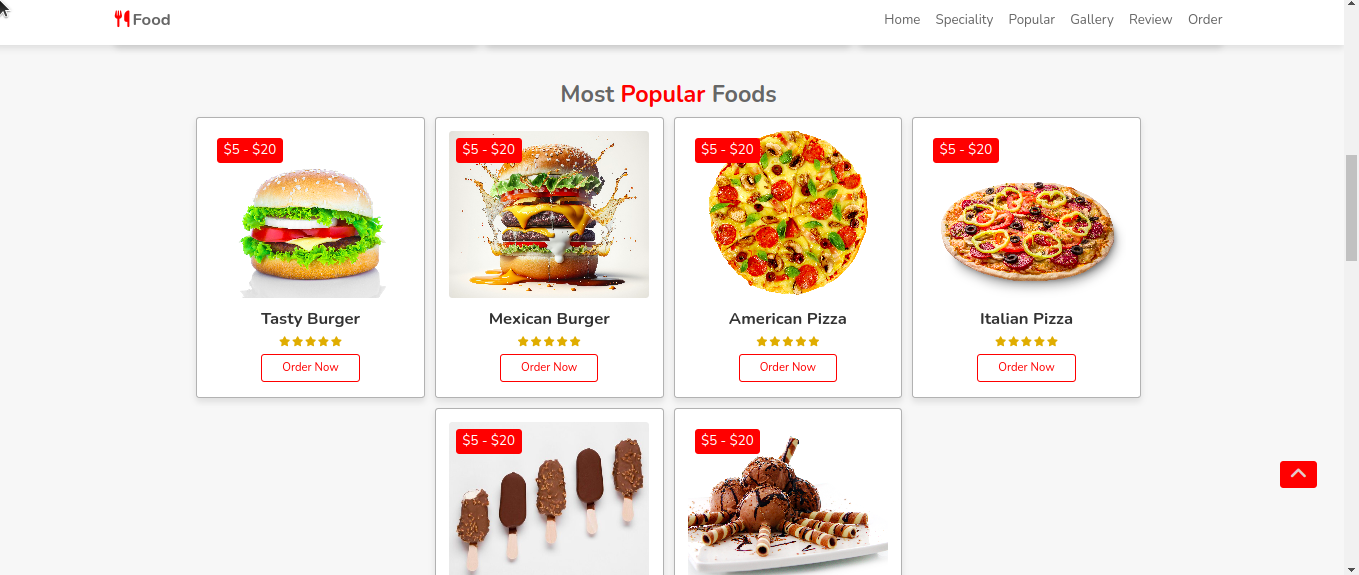 Food
Home Speciality Popular Gallery Review Order
Most Popular Foods
$5 - $20 $5 - $20 $5 - $20 $5 - $20
Tasty Burger Mexican Burger American Pizza Italian Pizza
Order Now Order Now Order Now Order Now
$5 - $20 $5 - $20